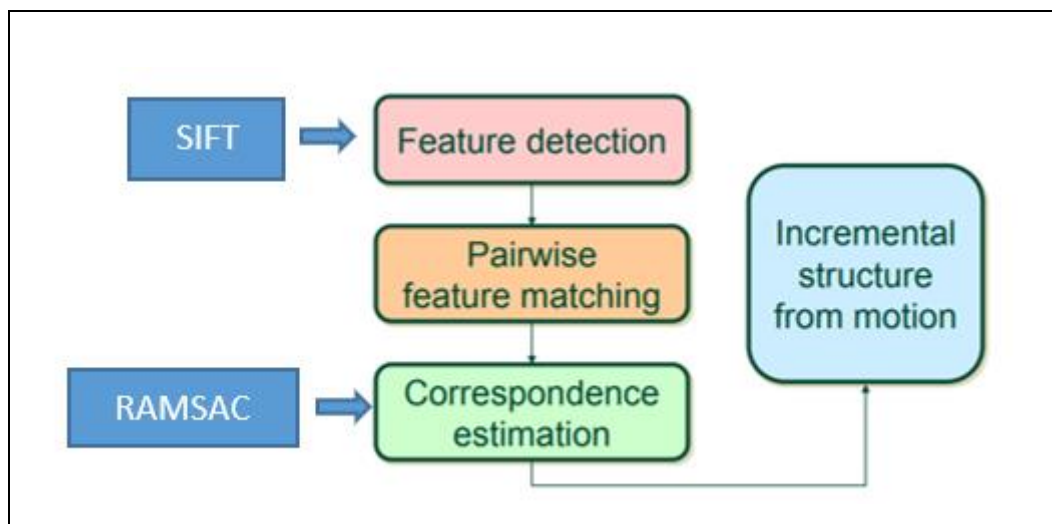 SIFT
Feature detection
Pairwise
feature matching
RAMSAC
Correspondence
estimation
Incremental
structure
from motion